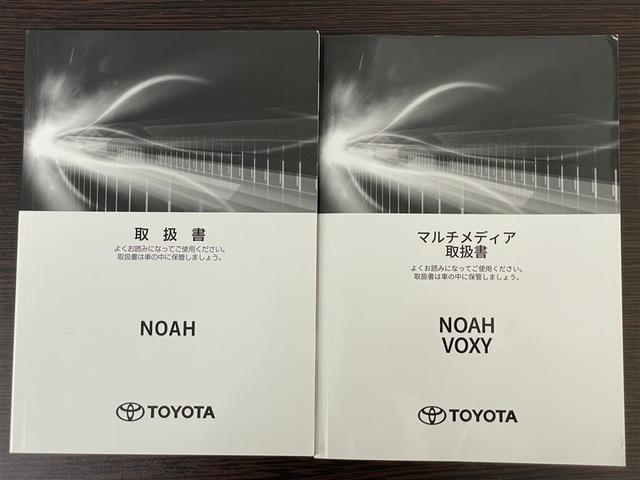 取扱書
よくお読みになってご使用ください。
取扱書は車の中に保管しましょう。
NOAH
TOYOTA
マルチメディア
取扱書
よくお読みになってご使用ください。
取扱書は車の中に保管しましょう。
NOAH
VOXY
TOYOTA